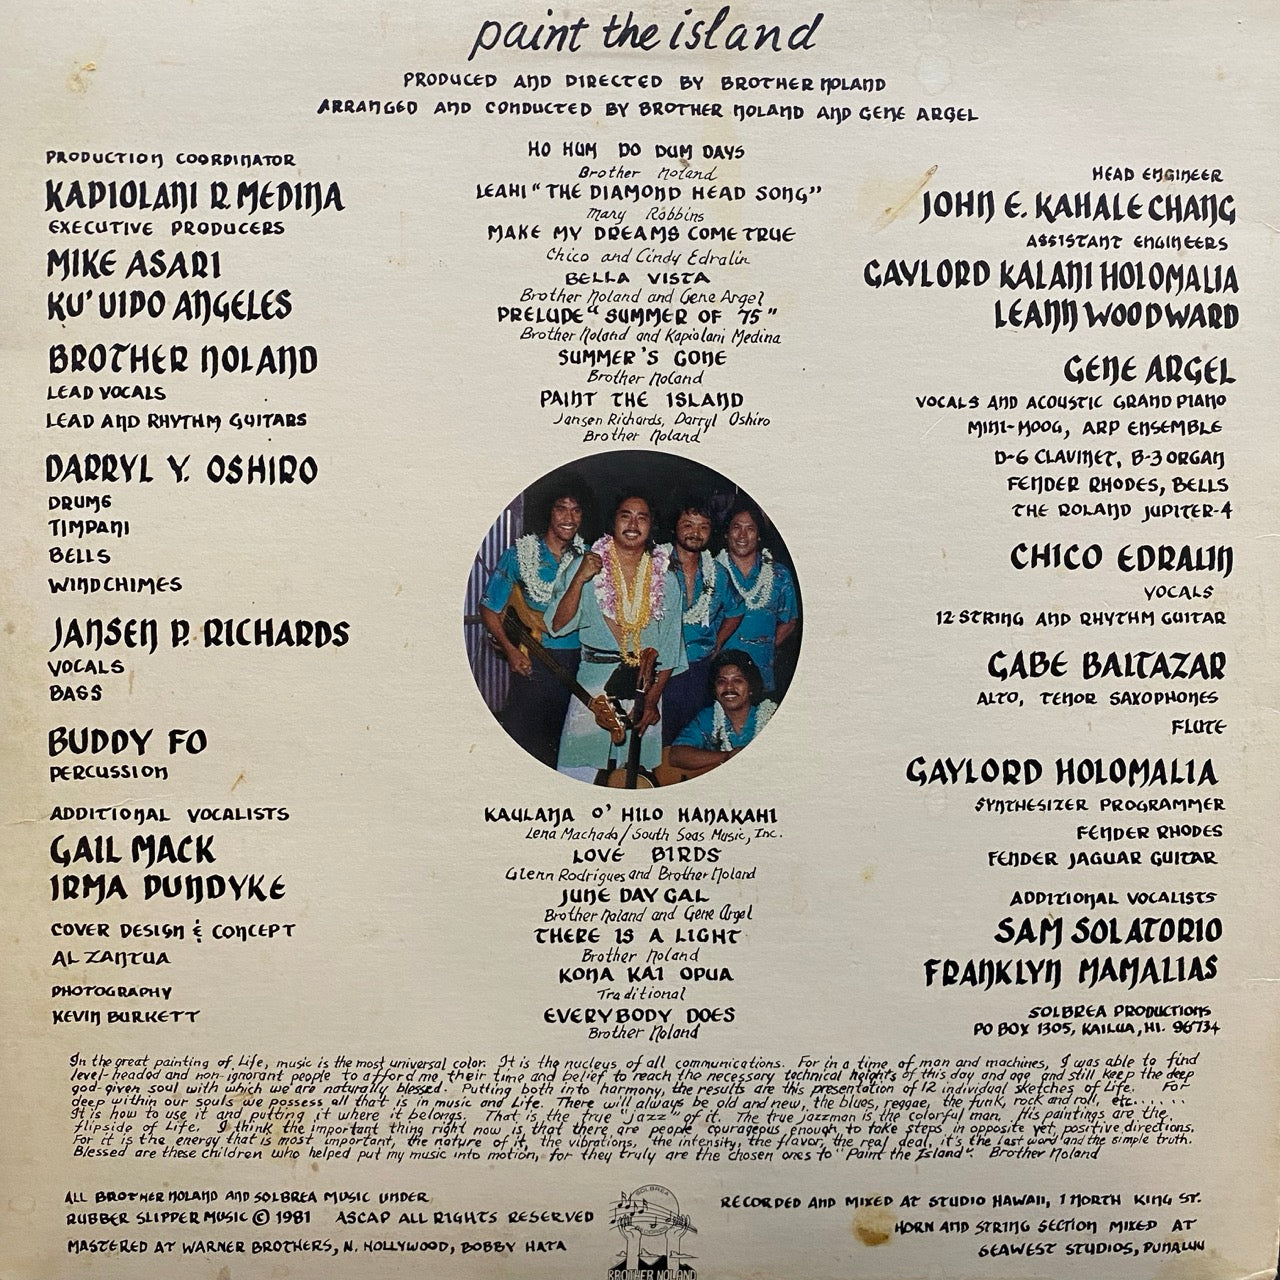 paint the island
PRODUCED AND DIRECTED BY BROTHER NOLAND
ARRANGED AND CONDUCTED BY BROTHER NOLAND AND GENE ARGEL
PRODUCTION COORDINATOR
KAPIOLANI P. MEDINA
EXECUTIVE PRODUCERS
MIKE ASARI
KU'UIPO ANGELES
BROTHER NOLAND
LEAD VOCALS
LEAD AND RHYTHM GUITARS
DARRYL Y. OSHIRO
DRUMS
TIMPANI
BELLS
WINDCHIMES
JANSEN P. RICHARDS
VOCALS
BASS
BUDDY FO
PERCUSSION
ADDITIONAL VOCALISTS
GAIL MACK
IRMA DUNDYKE
COVER DESIGN & CONCEPT
AL ZANTUA
PHOTOGRAPHY
KEVIN BURKETT
HO HUM DO DUM DAYS
Brother Noland
LEAHI "THE DIAMOND HEAD SONG"
Mary Robbins
MAKE MY DREAMS COME TRUE
Chico and Cindy Edralin
BELLA VISTA
Brother Noland and Gene Argel
PRELUDE "SUMMER OF '75"
Brother Noland and Kapiolani Medina
SUMMER'S GONE
Brother Noland
PAINT THE ISLAND
Jansen Richards, Darryl Oshiro
Brother Noland
KAULANA O' HILO HANAKAHI
Lena Machado/South Seas Music, Inc.
LOVE BIRDS
Glenn Rodrigues and Brother Noland
JUNE DAY GAL
Brother Noland and Gene Argel
THERE IS A LIGHT
Brother Noland
KONA KAI OPUA
Traditional
EVERYBODY DOES
Brother Noland
HEAD ENGINEER
JOHN E. KAHALE CHANG
ASSISTANT ENGINEERS
GAYLORD KALANI HOLOMALIA
LEANN WOODWARD
GENE ARGEL
VOCALS AND ACOUSTIC GRAND PIANO
MINI-MOOG, ARP ENSEMBLE
D-6 CLAVINET, B-3 ORGAN
FENDER RHODES, BELLS
THE ROLAND JUPITER-4
CHICO EDRALIN
VOCALS
12 STRING AND RHYTHM GUITAR
GABE BALTAZAR
ALTO, TENOR SAXOPHONES
FLUTE
GAYLORD HOLOMALIA
SYNTHESIZER PROGRAMMER
FENDER RHODES
FENDER JAGUAR GUITAR
ADDITIONAL VOCALISTS
SAM SOLATORIO
FRANKLYN MAMALIAS
SOLBREA PRODUCTIONS
PO BOX 1305, KAILUA, HI. 96734
In the great painting of Life, music is the most universal color. It is the nucleus of all communications. For in a time of man and machines, I was able to find
level-headed and non-ignorant people to afford me their time and belief to reach the necessary technical heights of this day and age and still keep the deep
god-given soul with which we are naturally blessed. Putting both into harmony, the results are this presentation of 12 individual sketches of Life. For
deep within our souls we possess all that is in music and Life. There will always be old and new, the blues, reggae, the funk, rock and roll, etc.......
It is how to use it and putting it where it belongs. That is the true "jazz" of it. The true jazzman is the colorful man. His paintings are the
flipside of Life. I think the important thing right now is that there are people courageous enough to take steps in opposite yet positive directions.
For it is the energy that is most important, the nature of it, the vibrations, the intensity, the flavor, the real deal, it's the last word and the simple truth.
Blessed are these children who helped put my music into motion, for they truly are the chosen ones to "Paint the Island". Brother Noland
ALL BROTHER NOLAND AND SOLBREA MUSIC UNDER
RUBBER SLIPPER MUSIC © 1981 ASCAP ALL RIGHTS RESERVED
MASTERED AT WARNER BROTHERS, N. HOLLYWOOD, BOBBY HATA
SOLBREA
BROTHER NOLAND
RECORDED AND MIXED AT STUDIO HAWAII, 1 NORTH KING ST.
HORN AND STRING SECTION MIXED AT
SEAWEST STUDIOS, PUNALUU